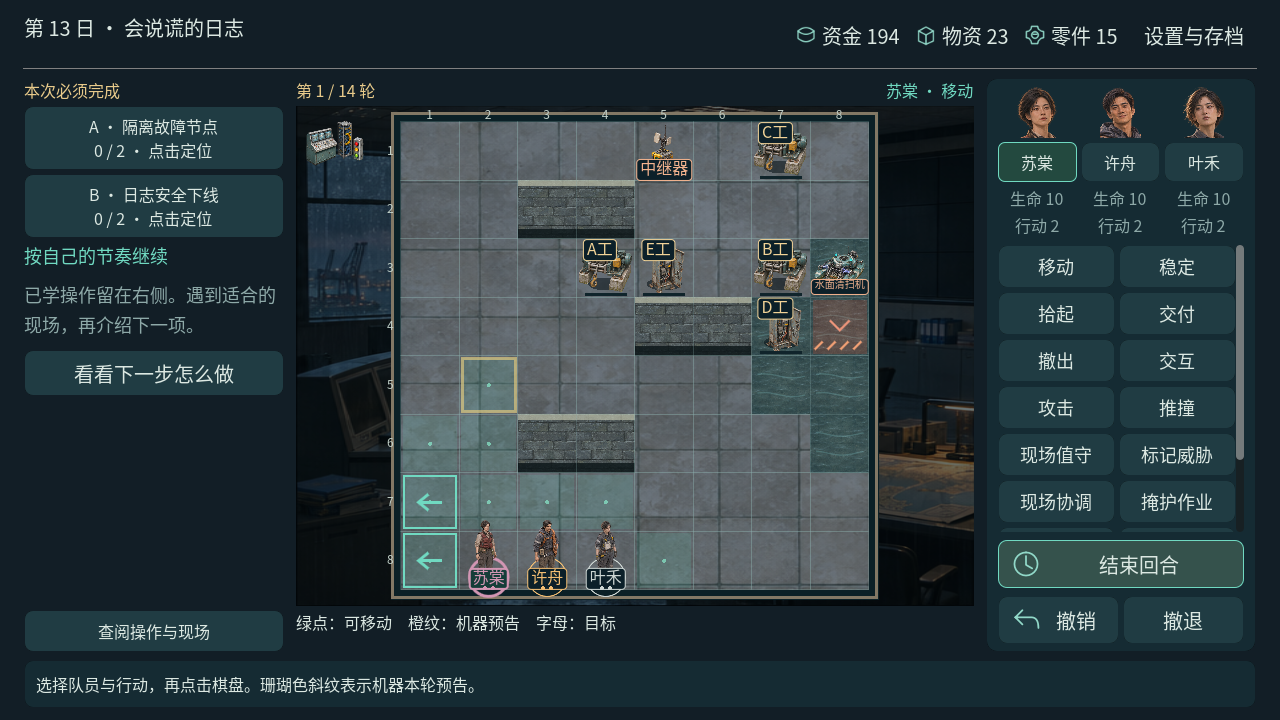 第 13 日 · 会说谎的日志
资金 194
物资 23
零件 15
设置与存档
本次必须完成
A · 隔离故障节点
0 / 2 · 点击定位
B · 日志安全下线
0 / 2 · 点击定位
按自己的节奏继续
已学操作留在右侧。遇到适合的
现场，再介绍下一项。
看看下一步怎么做
查阅操作与现场
第 1 / 14 轮
苏棠 · 移动
1 2 3 4 5 6 7 8
1
2
3
4
5
6
7
8
中继器
C工
A工
E工
B工
水面清扫机
D工
苏棠
许舟
叶禾
绿点：可移动 橙纹：机器预告 字母：目标
苏棠
许舟
叶禾
生命 10
生命 10
生命 10
行动 2
行动 2
行动 2
移动
稳定
拾起
交付
撤出
交互
攻击
推撞
现场值守
标记威胁
现场协调
掩护作业
结束回合
撤销
撤退
选择队员与行动，再点击棋盘。珊瑚色斜纹表示机器本轮预告。